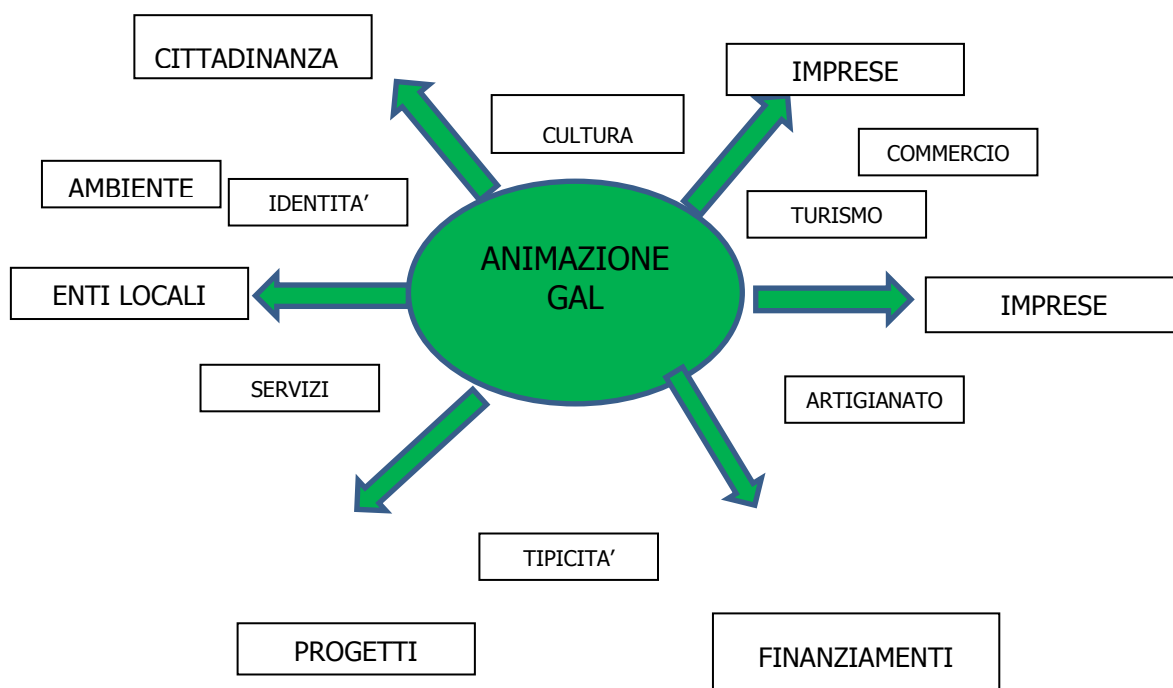 CITTADINANZA
IMPRESE
CULTURA
COMMERCIO
AMBIENTE
IDENTITA’
TURISMO
ANIMAZIONE
GAL
ENTI LOCALI
IMPRESE
SERVIZI
ARTIGIANATO
TIPICITA’
PROGETTI
FINANZIAMENTI